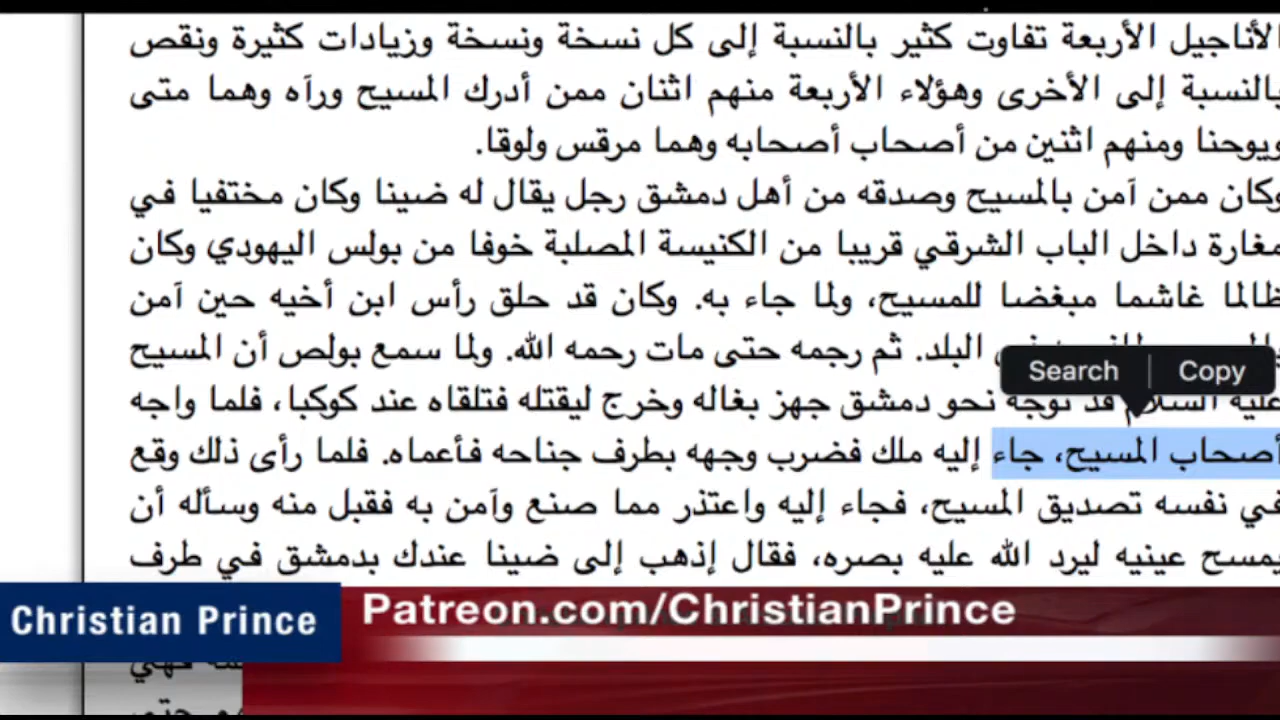 الأناجيل الأربعة تفاوت كثير بالنسبة إلى كل نسخة ونسخة وزيادات كثيرة ونقص
بالنسبة إلى الأخرى وهؤلاء الأربعة منهم اثنان ممن أدرك المسيح ورآه وهما متى
ويوحنا ومنهم اثنين من أصحاب أصحابه وهما مرقس ولوقا.
وكان ممن آمن بالمسيح وصدقه من أهل دمشق رجل يقال له ضينا وكان مختفيا في
مغارة داخل الباب الشرقي قريبا من الكنيسة المصلبة خوفا من بولس اليهودي وكان
ظالما غاشما مبغضا للمسيح، ولما جاء به. وكان قد حلق رأس ابن أخيه حين آمن
البلد. ثم رجمه حتى مات رحمه الله. ولما سمع بولص أن المسيح
Search
Copy
عليه السلام قد توجه نحو دمشق جهز بغاله وخرج ليقتله فتلقاه عند كوكبا، فلما واجه
أصحاب المسيح، جاء إليه ملك فضرب وجهه بطرف جناحه فأعماه. فلما رأى ذلك وقع
في نفسه تصديق المسيح، فجاء إليه واعتذر مما صنع وآمن به فقبل منه وسأله أن
يمسح عينيه ليرد الله عليه بصره، فقال إذهب إلى ضينا عندك بدمشق في طرف
Christian Prince
Patreon.com/ChristianPrince